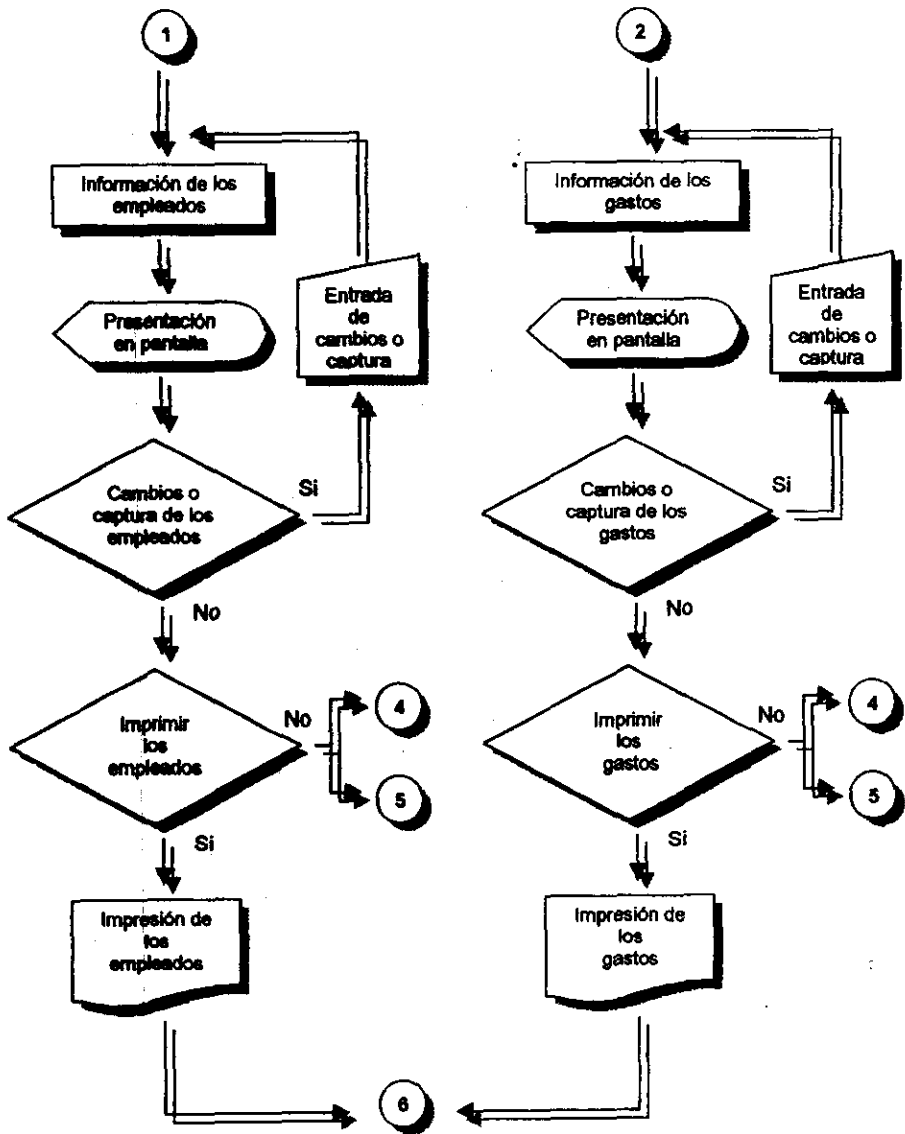 1
Información de los
empleados
Presentación
en pantalla
Entrada
de
cambios o
captura
Cambios o
captura de los
empleados
Si
No
Imprimir
los
empleados
No
4
5
Si
Impresión de
los
empleados
2
Información de los
gastos
Presentación
en pantalla
Entrada
de
cambios o
captura
Cambios o
captura de los
gastos
Si
No
Imprimir
los
gastos
No
4
5
Si
Impresión de
los
gastos
6